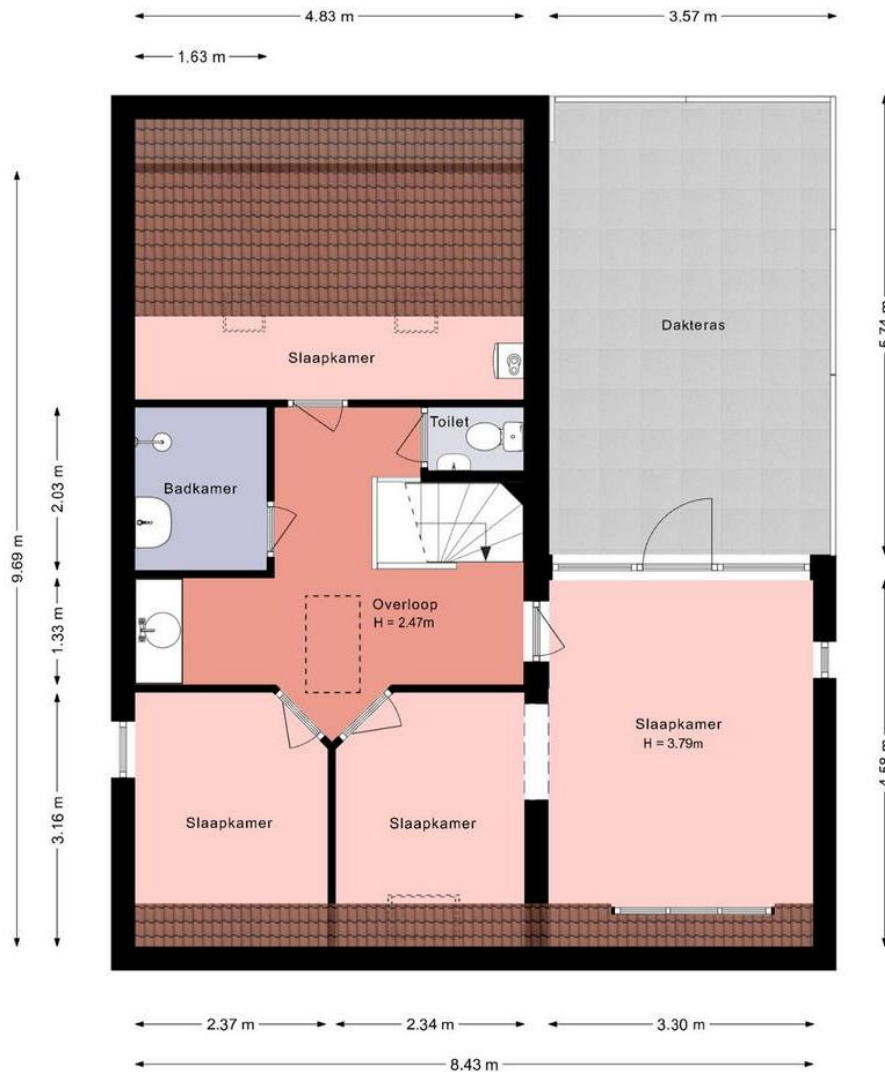 4.83 m
3.57 m
1.63 m
Dakteras
Slaapkamer
Toilet
Badkamer
2.03 m
9.69 m
5.74 m
Overloop
H = 2.47m
1.33 m
Slaapkamer
H = 3.79m
4.58 m
3.16 m
Slaapkamer
Slaapkamer
2.37 m
2.34 m
3.30 m
8.43 m